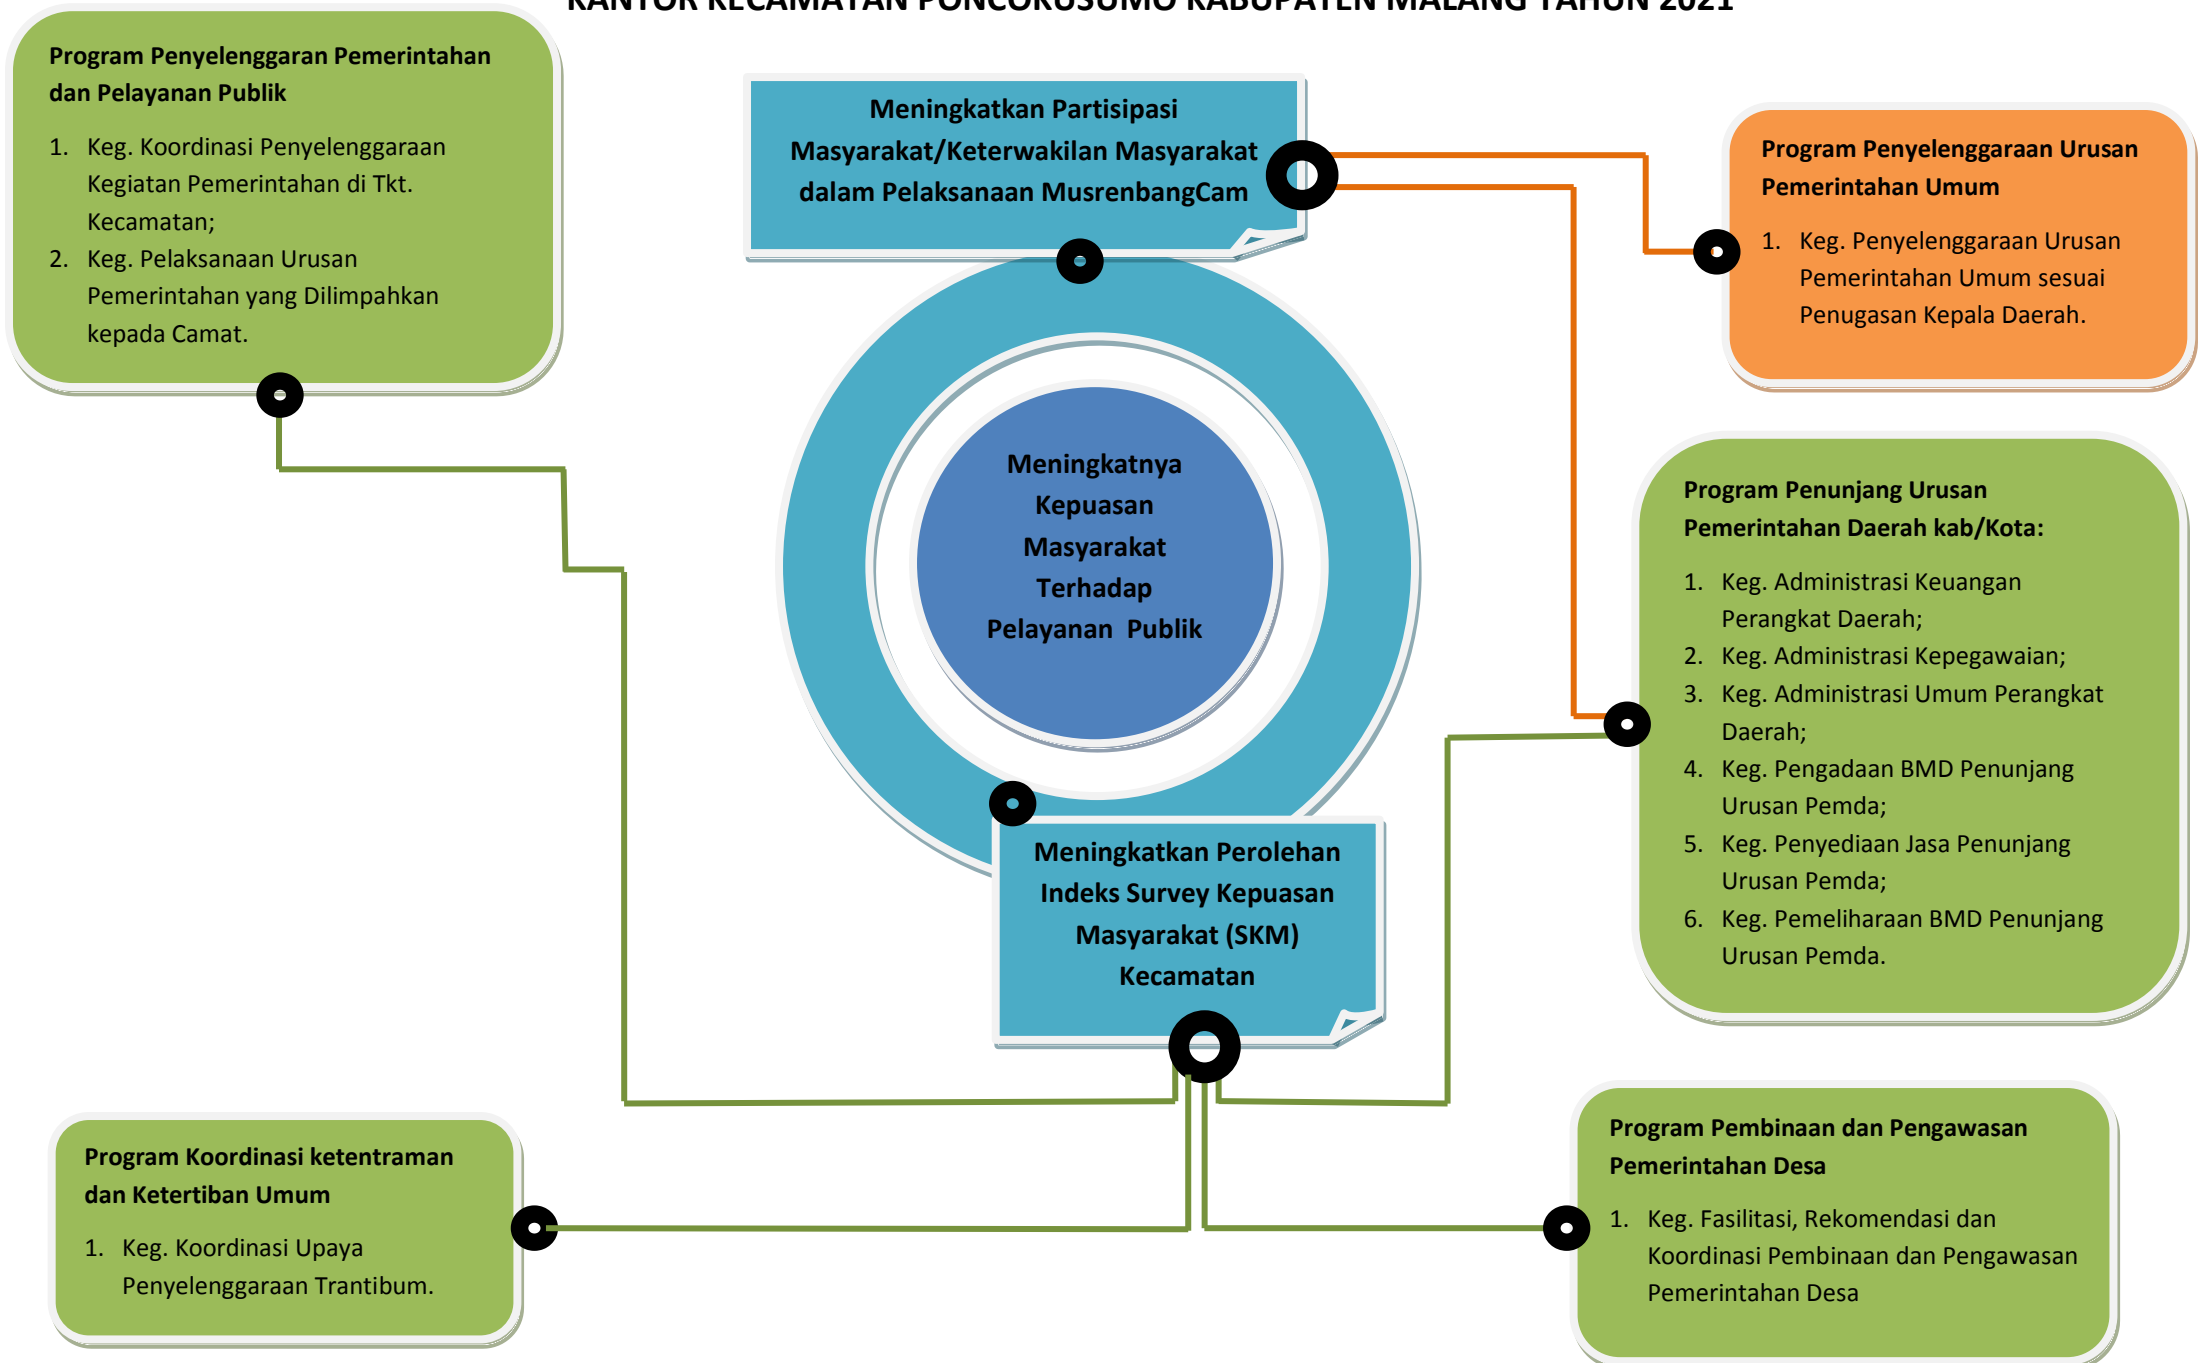 KANTOR KECAMATAN PONCOKUSUMO KABUPATEN MALANG TAHUN 2021
Program Penyelenggaran Pemerintahan
dan Pelayanan Publik
1. Keg. Koordinasi Penyelenggaraan
Kegiatan Pemerintahan di Tkt.
Kecamatan;
2. Keg. Pelaksanaan Urusan
Pemerintahan yang Dilimpahkan
kepada Camat.
Meningkatkan Partisipasi
Masyarakat/Keterwakilan Masyarakat
dalam Pelaksanaan MusrenbangCam
Program Penyelenggaraan Urusan
Pemerintahan Umum
1. Keg. Penyelenggaraan Urusan
Pemerintahan Umum sesuai
Penugasan Kepala Daerah.
Meningkatnya
Kepuasan
Masyarakat
Terhadap
Pelayanan Publik
Program Penunjang Urusan
Pemerintahan Daerah kab/Kota:
1. Keg. Administrasi Keuangan
Perangkat Daerah;
2. Keg. Administrasi Kepegawaian;
3. Keg. Administrasi Umum Perangkat
Daerah;
4. Keg. Pengadaan BMD Penunjang
Urusan Pemda;
5. Keg. Penyediaan Jasa Penunjang
Urusan Pemda;
6. Keg. Pemeliharaan BMD Penunjang
Urusan Pemda.
Meningkatkan Perolehan
Indeks Survey Kepuasan
Masyarakat (SKM)
Kecamatan
Program Koordinasi ketentraman
dan Ketertiban Umum
1. Keg. Koordinasi Upaya
Penyelenggaraan Trantibum.
Program Pembinaan dan Pengawasan
Pemerintahan Desa
1. Keg. Fasilitasi, Rekomendasi dan
Koordinasi Pembinaan dan Pengawasan
Pemerintahan Desa